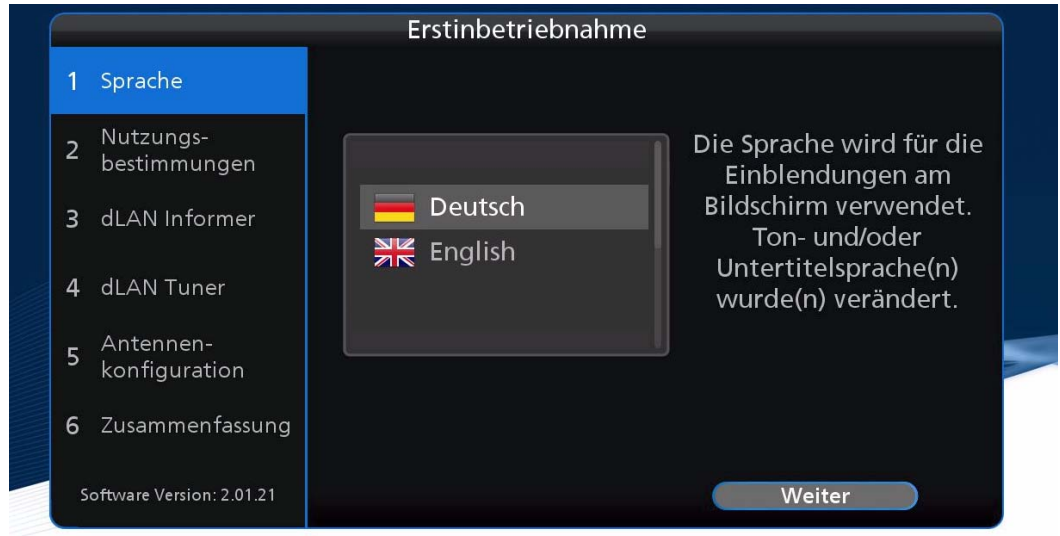 Erstinbetriebnahme
1 Sprache
2 Nutzungs-
bestimmungen
3 dLAN Informer
4 dLAN Tuner
5 Antennen-
konfiguration
6 Zusammenfassung
Software Version: 2.01.21
Deutsch
English
Die Sprache wird für die
Einblendungen am
Bildschirm verwendet.
Ton- und/oder
Untertitelsprache(n)
wurde(n) verändert.
Weiter